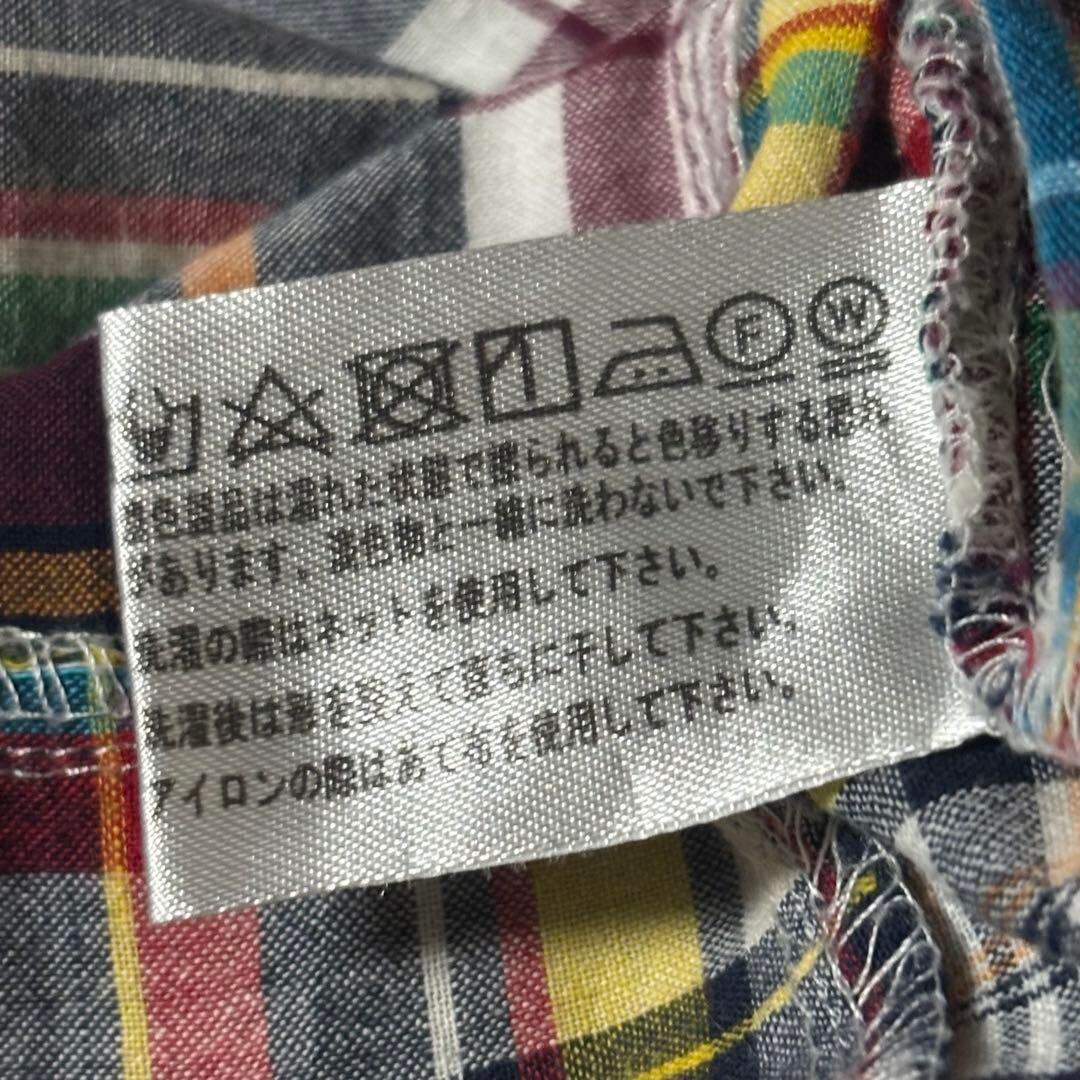 F W
濃色製品は濡れた状態で擦られると色移りする恐れ
があります。淡色物と一緒に洗わないで下さい。
洗濯の際はネットを使用して下さい。
洗濯後は形を整えて直ちに干して下さい。
アイロンの際はあて布を使用して下さい。